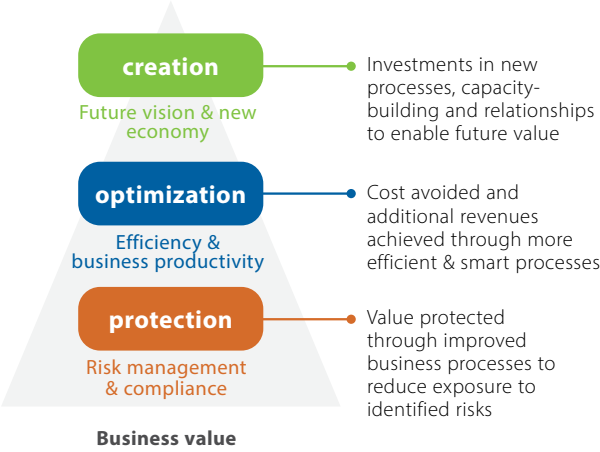 creation
Future vision & new
economy
Investments in new
processes, capacity-
building and relationships
to enable future value
optimization
Efficiency &
business productivity
Cost avoided and
additional revenues
achieved through more
efficient & smart processes
protection
Risk management
& compliance
Value protected
through improved
business processes to
reduce exposure to
identified risks
Business value